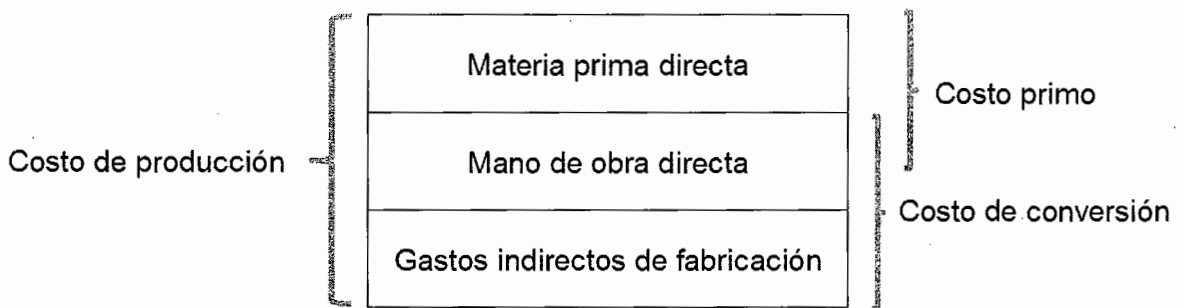 Materia prima directa
Costo primo
Costo de producción
Mano de obra directa
Costo de conversión
Gastos indirectos de fabricación